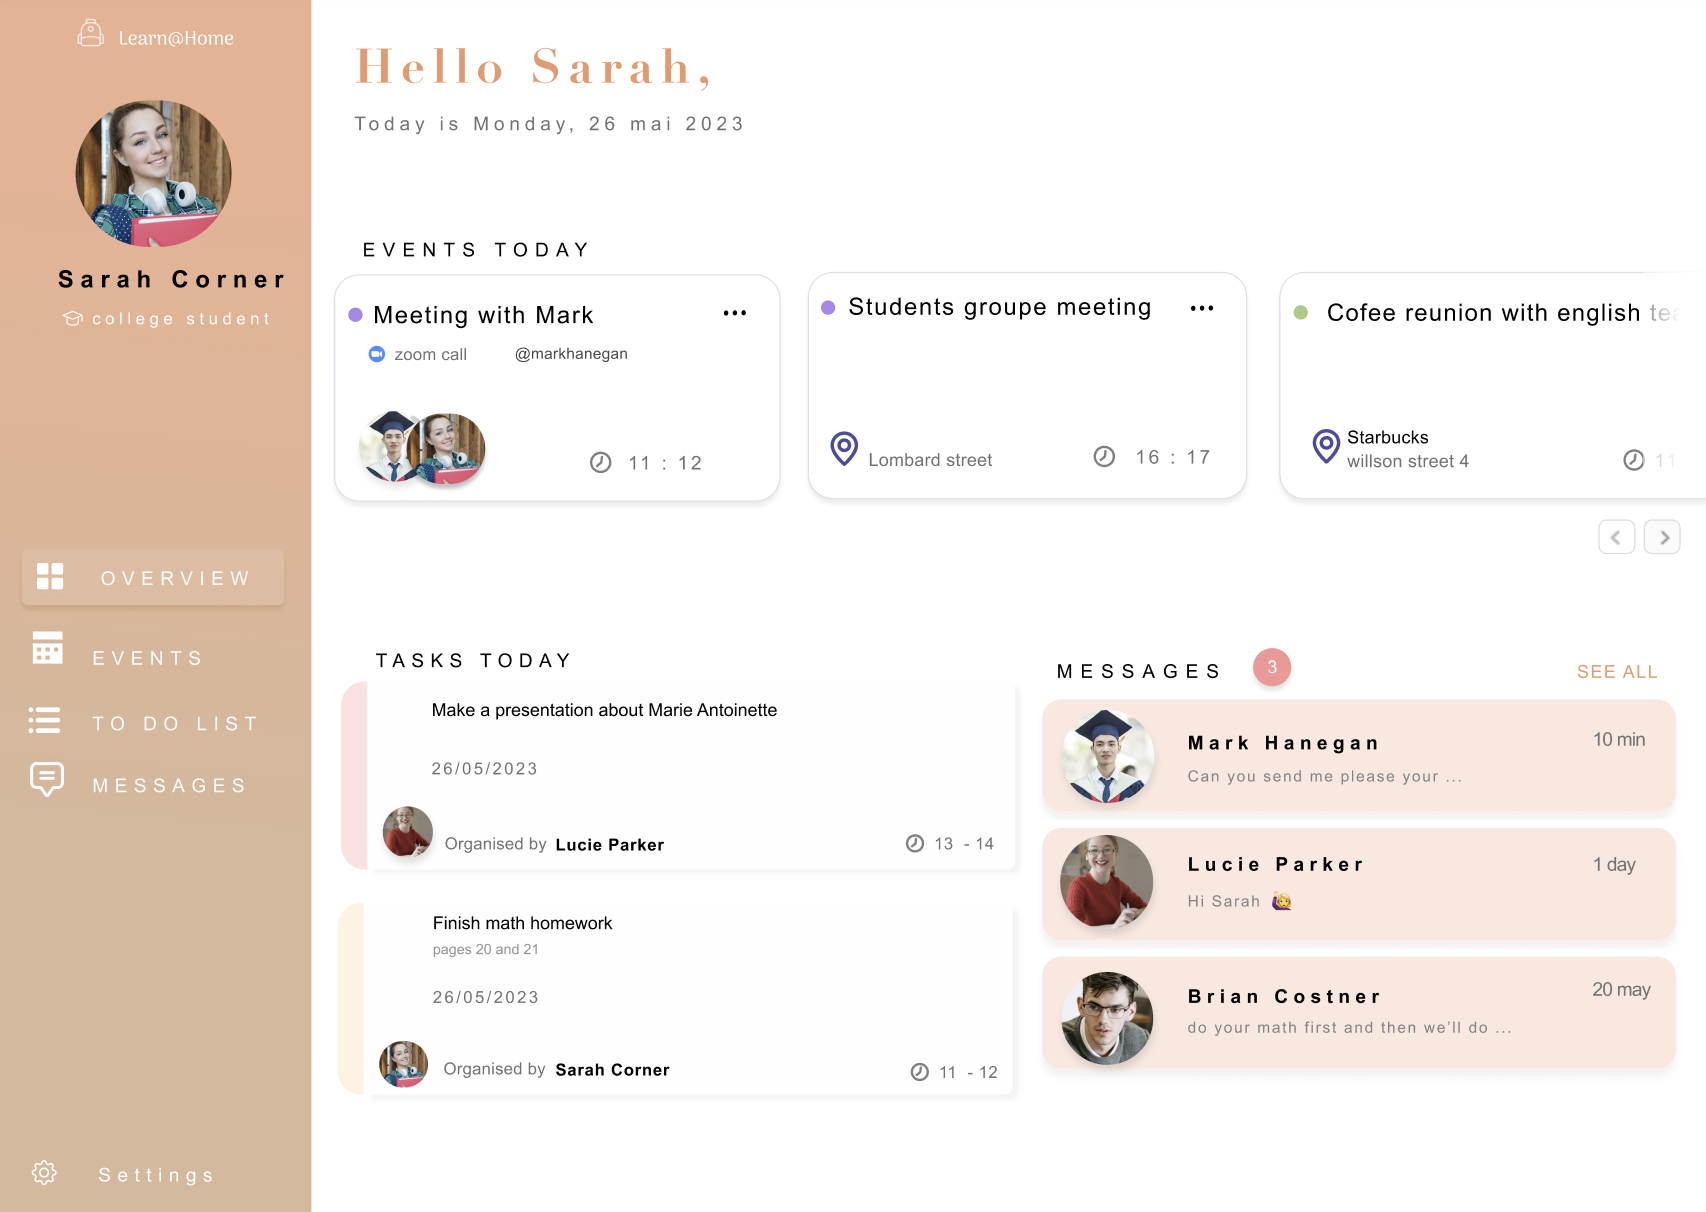 Learn@Home
Sarah Corner
college student
OVERVIEW
EVENTS
TO DO LIST
MESSAGES
Settings
Hello Sarah,
Today is Monday, 26 mai 2023
EVENTS TODAY
Meeting with Mark
zoom call @markhanegan
11 : 12
Students groupe meeting
Lombard street
16 : 17
Cofee reunion with english
Starbucks
willson street 4
11
TASKS TODAY
Make a presentation about Marie Antoinette
26/05/2023
Organised by Lucie Parker
13 - 14
Finish math homework
pages 20 and 21
26/05/2023
Organised by Sarah Corner
11 - 12
MESSAGES 3
SEE ALL
Mark Hanegan
10 min
Can you send me please your ...
Lucie Parker
1 day
Hi Sarah 🙋
Brian Costner
20 may
do your math first and then we'll do ...